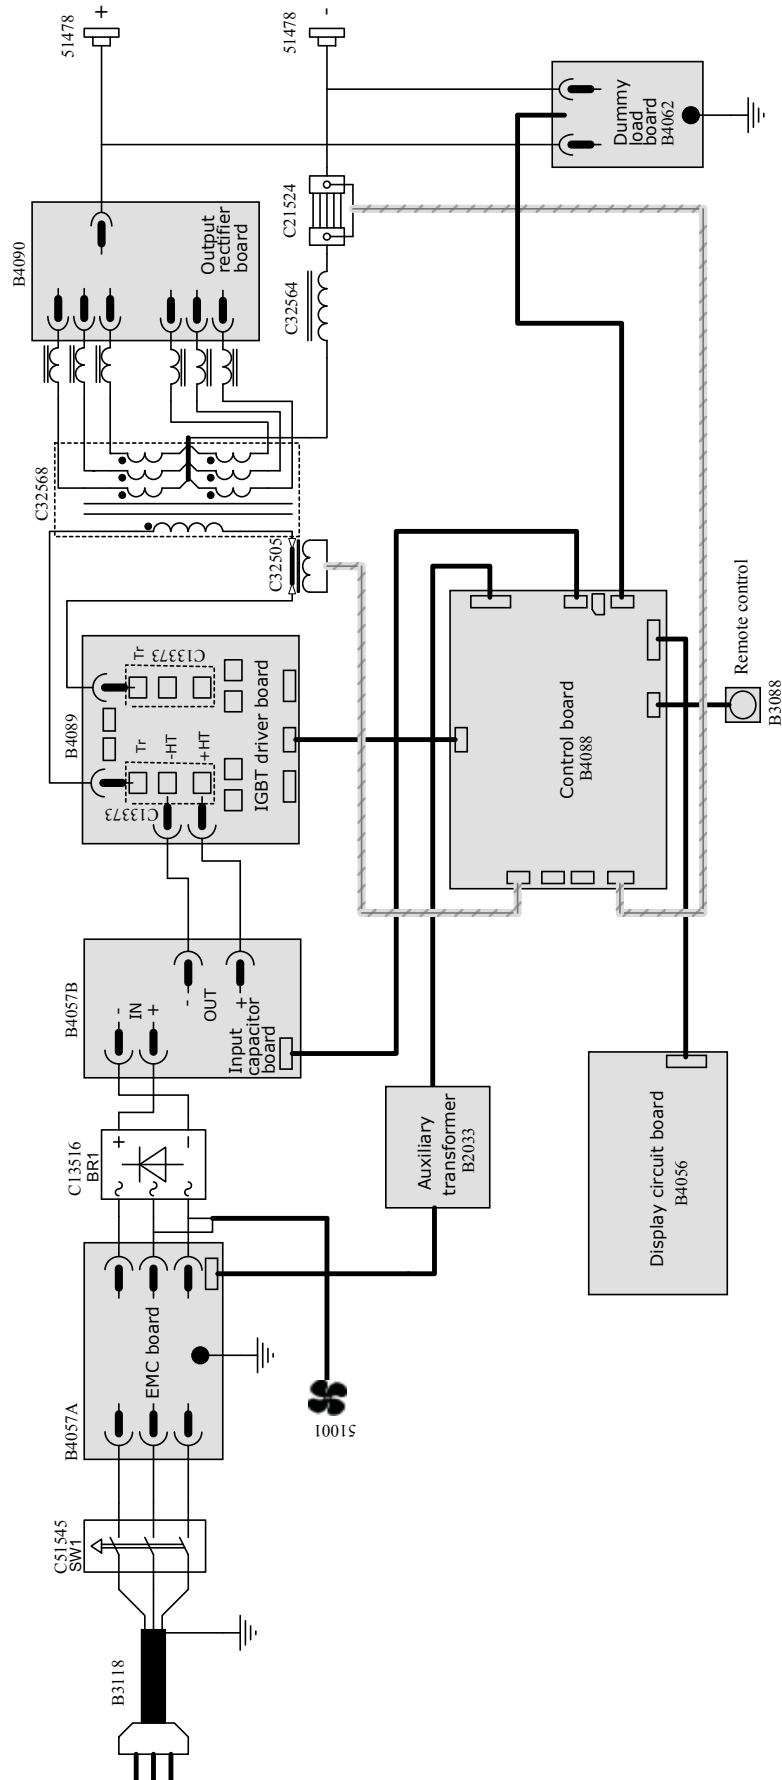 B3118
C51545
SW1
B4057A
EMC board
51001
C13516
BR1
+
-
B4057B
-
IN
+
-
OUT
+
Input
capacitor
board
Auxiliary
transformer
B2033
Display circuit board
B4056
B4089
C13373
Tr
-HT
+HT
Tr
C13373
IGBT driver board
Control board
B4088
Remote control
B3088
C32505
C32568
B4090
Output
rectifier
board
C32564
C21524
Dummy
load
board
B4062
51478
+
51478
-